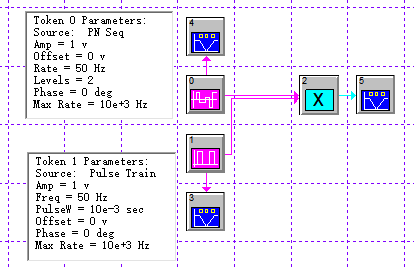 Token 0 Parameters:
Source:  PN Seq
Amp = 1 v
Offset = 0 v
Rate = 50 Hz
Levels = 2
Phase = 0 deg
Max Rate = 10e+3 Hz
4
0
2
X
5
1
3
Token 1 Parameters:
Source:  Pulse Train
Amp = 1 v
Freq = 50 Hz
PulseW = 10e-3 sec
Offset = 0 v
Phase = 0 deg
Max Rate = 10e+3 Hz